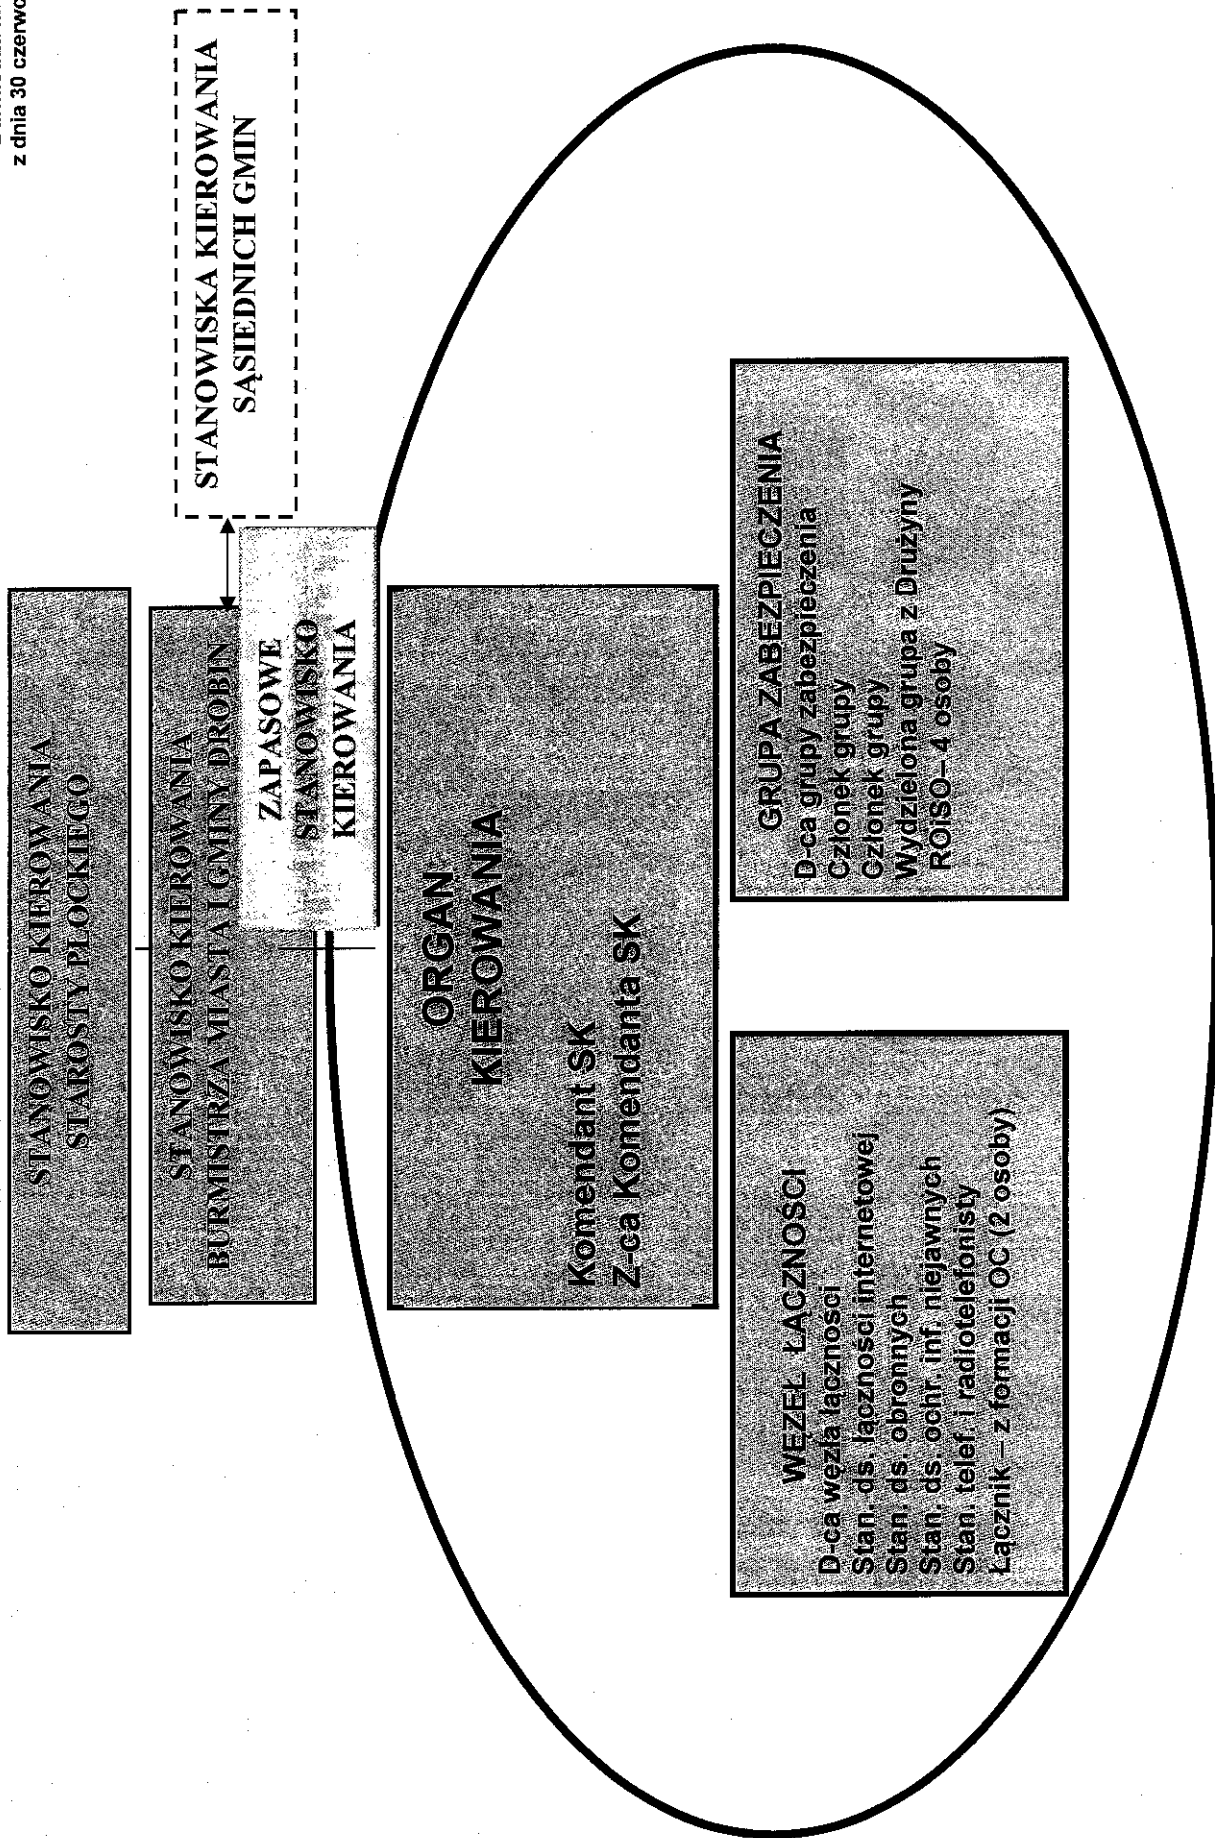 z dnia 30 czerwc
STANOWISKO KIEROWANIA
STAROSTY PŁOCKIEGO
STANOWISKO KIEROWANIA
BURMISTRZA MIASTA I GMINY DROBIN
STANOWISKA KIEROWANIA
SĄSIEDNICH GMIN
ZAPASOWE
STANOWISKO
KIEROWANIA
ORGAN
KIEROWANIA
Komendant SK
Z-ca Komendanta SK
WĘZEŁ ŁĄCZNOŚCI
D-ca węzła łączności
Stan. ds. łączności internetowej
Stan. ds. obronnych
Stan. ds. ochr. inf. niejawnych
Stan. telef. i radiotelefonisty
Łącznik – z formacji OC (2 osoby)
GRUPA ZABEZPIECZENIA
D-ca grupy zabezpieczenia
Członek grupy
Członek grupy
Wydzielona grupa z Drużyny
ROiSO– 4 osoby